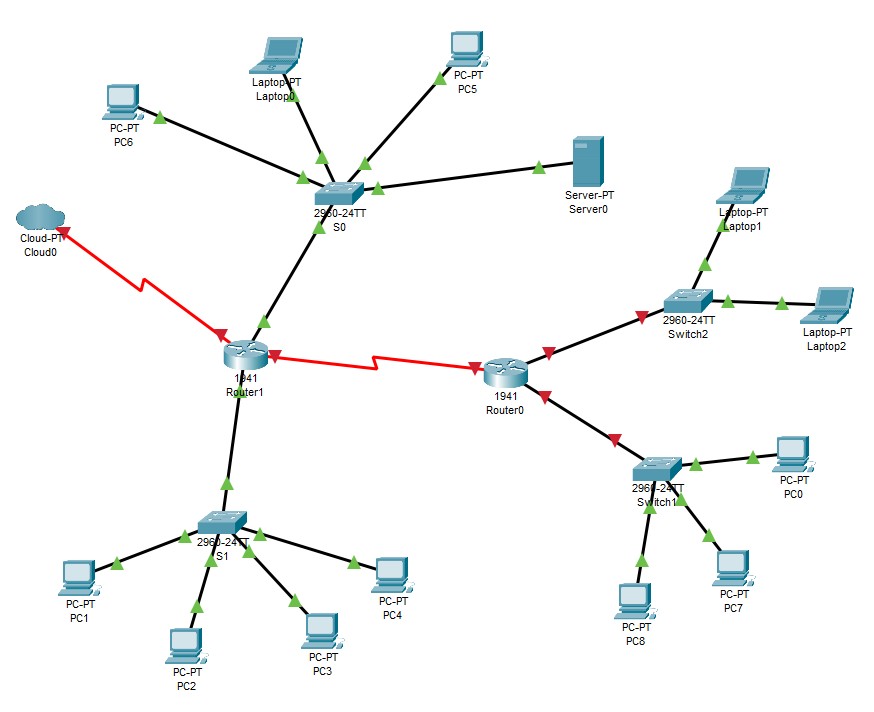 Laptop-PT
Laptop0
PC-PT
PC5
PC-PT
PC6
Server-PT
Server0
2960-24TT
S0
Laptop-PT
Laptop1
Cloud-PT
Cloud0
2960-24TT
Switch2
Laptop-PT
Laptop2
1941
Router1
1941
Router0
PC-PT
PC0
2960-24TT
Switch1
2960-24TT
S1
PC-PT
PC7
PC-PT
PC1
PC-PT
PC4
PC-PT
PC8
PC-PT
PC3
PC-PT
PC2